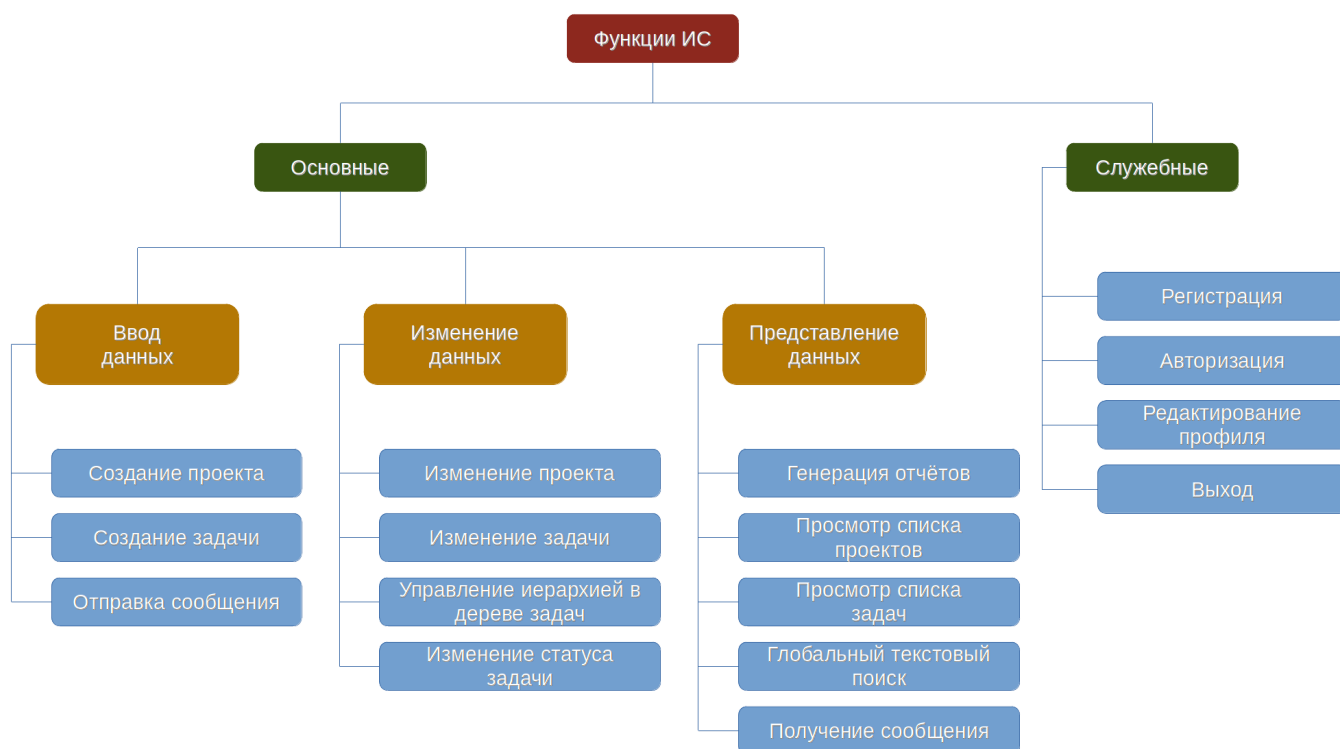 Функции ИС
Основные
Служебные
Ввод
данных
Изменение
данных
Представление
данных
Создание проекта
Создание задачи
Отправка сообщения
Изменение проекта
Изменение задачи
Управление иерархией в
дереве задач
Изменение статуса
задачи
Генерация отчётов
Просмотр списка
проектов
Просмотр списка
задач
Глобальный текстовый
поиск
Получение сообщения
Регистрация
Авторизация
Редактирование
профиля
Выход